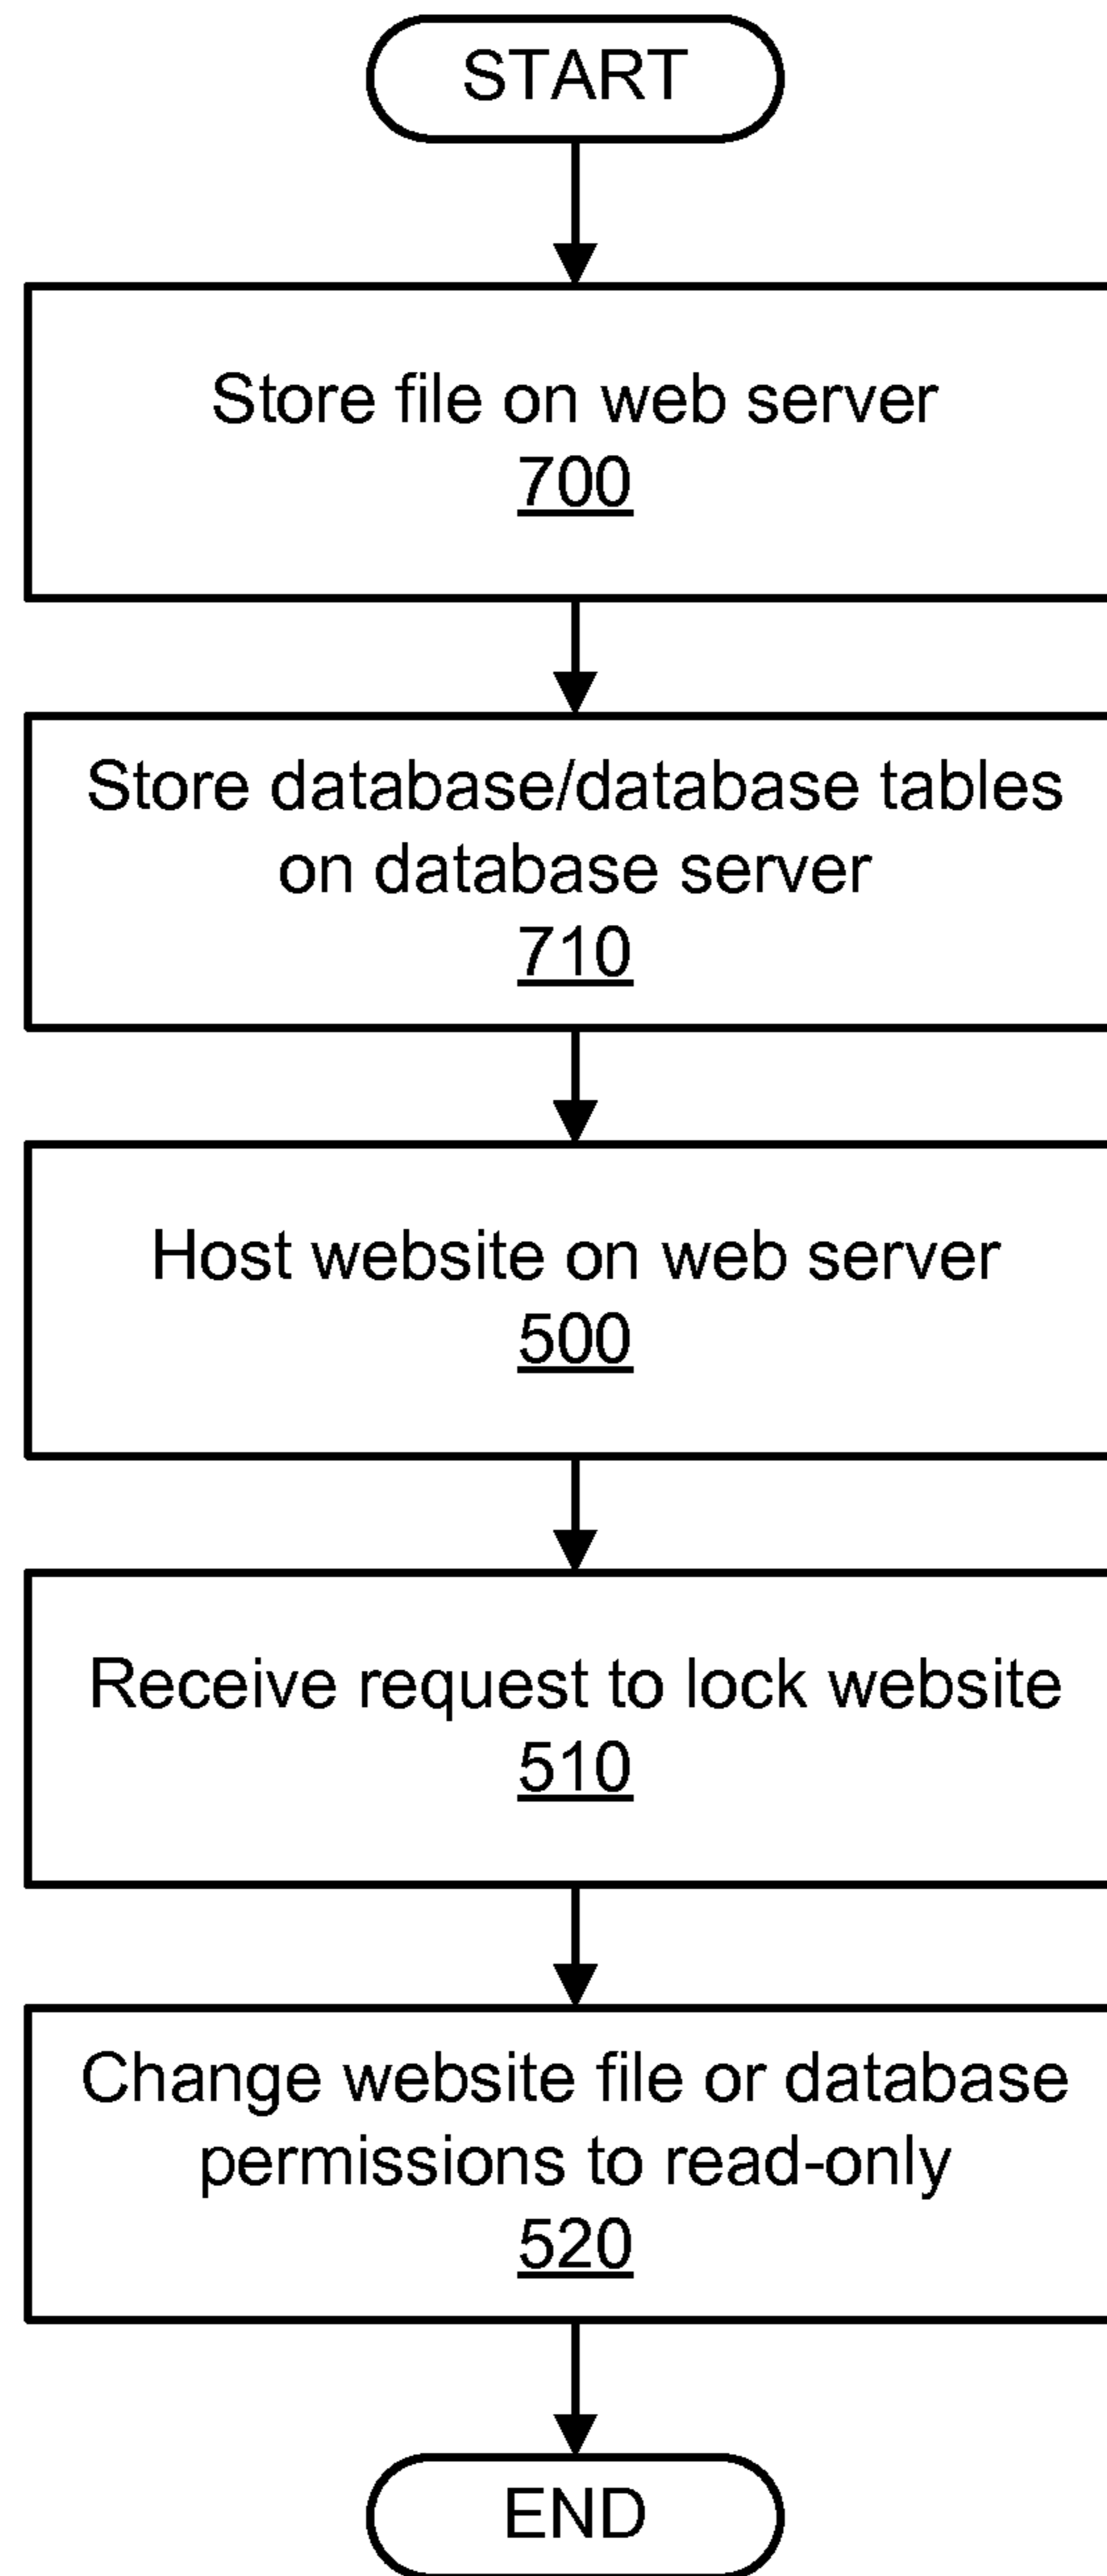 START
Store file on web server
700
Store database/database tables
on database server
710
Host website on web server
500
Receive request to lock website
510
Change website file or database
permissions to read-only
520
END